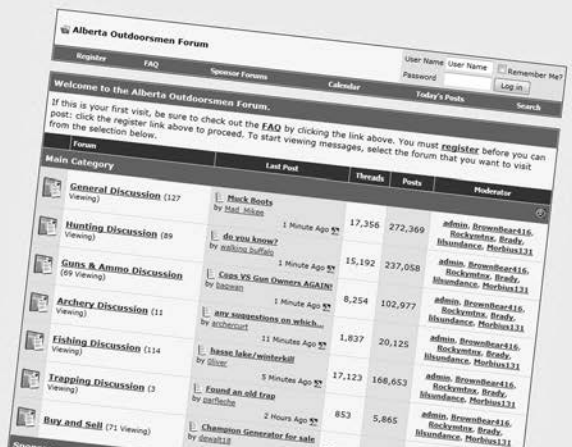 Alberta Outdoorsmen Forum
User Name User Name Remember Me?
Password Log in
Register FAQ Sponsor Forums Calendar Today's Posts Search
Welcome to the Alberta Outdoorsmen Forum.
If this is your first visit, be sure to check out the FAQ by clicking the link above. You must register before you can
post: click the register link above to proceed. To start viewing messages, select the forum that you want to visit
from the selection below.
Forum Last Post Threads Posts Moderator
Main Category
General Discussion (127
Viewing)
Muck Boots
by Mad_Mikee
1 Minute Ago
17,356 272,369
admin, BrownBear416,
Rockymtnx, Brady,
lilsundance, Morbius131
Hunting Discussion (89
Viewing)
do you know?
by walking buffalo
1 Minute Ago
15,192 237,058
admin, BrownBear416,
Rockymtnx, Brady,
lilsundance, Morbius131
Guns & Ammo Discussion
(69 Viewing)
Cops VS Gun Owners AGAIN!
by bagwan
1 Minute Ago
8,254 102,977
admin, BrownBear416,
Rockymtnx, Brady,
lilsundance, Morbius131
Archery Discussion (11
Viewing)
any suggestions on which...
by archercurt
11 Minutes Ago
1,837 20,125
admin, BrownBear416,
Rockymtnx, Brady,
lilsundance, Morbius131
Fishing Discussion (114
Viewing)
hasse lake/winterkill
by Gliver
5 Minutes Ago
17,123 168,653
admin, BrownBear416,
Rockymtnx, Brady,
lilsundance, Morbius131
Trapping Discussion (3
Viewing)
Found an old trap
by parfleche
2 Hours Ago
853 5,865
admin, BrownBear416,
Rockymtnx, Brady,
lilsundance, Morbius131
Buy and Sell (71 Viewing)
Champion Generator for sale
by dewalt18
admin, BrownBear416,